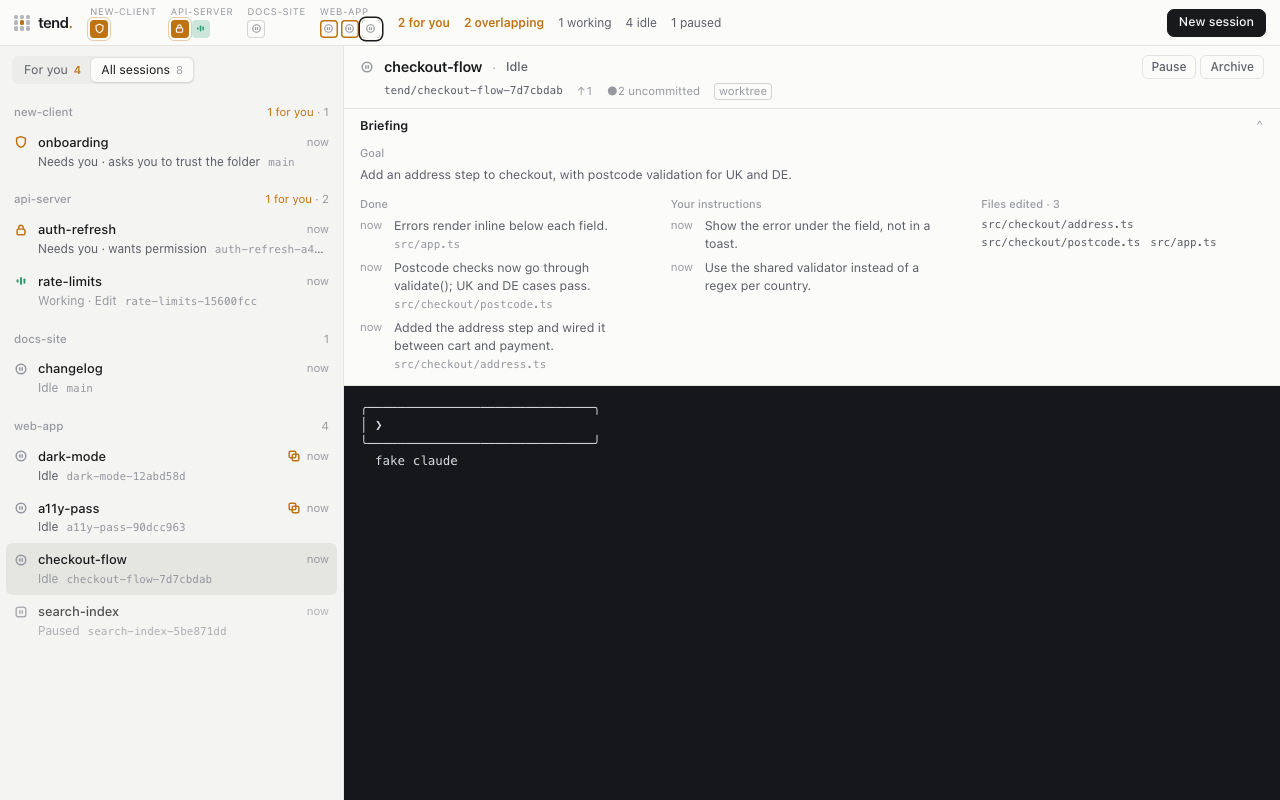 tend.
NEW-CLIENT API-SERVER DOCS-SITE WEB-APP
2 for you 2 overlapping 1 working 4 idle 1 paused
New session
For you 4 All sessions 8
new-client 1 for you · 1
onboarding now
Needs you · asks you to trust the folder main
api-server 1 for you · 2
auth-refresh now
Needs you · wants permission auth-refresh-a4…
rate-limits now
Working · Edit rate-limits-15600fcc
docs-site 1
changelog now
Idle main
web-app 4
dark-mode now
Idle dark-mode-12abd58d
a11y-pass now
Idle a11y-pass-90dcc963
checkout-flow now
Idle checkout-flow-7d7cbdab
search-index now
Paused search-index-5be871dd
checkout-flow · Idle
Pause Archive
tend/checkout-flow-7d7cbdab ↑1 ●2 uncommitted worktree
Briefing
Goal
Add an address step to checkout, with postcode validation for UK and DE.
Done
now Errors render inline below each field.
src/app.ts
now Postcode checks now go through
validate(); UK and DE cases pass.
src/checkout/postcode.ts
now Added the address step and wired it
between cart and payment.
src/checkout/address.ts
Your instructions
now Show the error under the field, not in a
toast.
now Use the shared validator instead of a
regex per country.
Files edited · 3
src/checkout/address.ts
src/checkout/postcode.ts src/app.ts
❯
fake claude